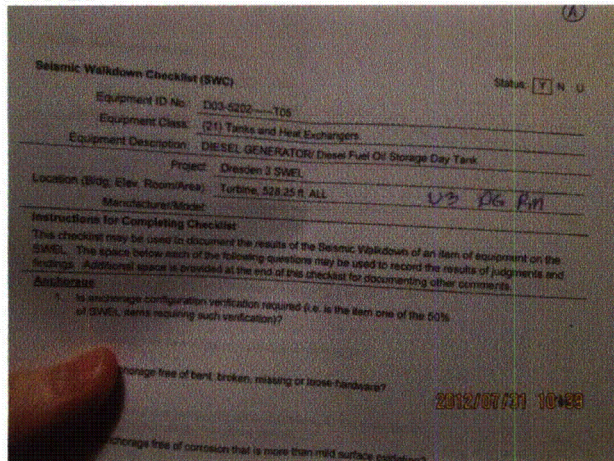 A
Seismic Walkdown Checklist (SWC)
Status: Y N U
Equipment ID No. D03-5202-----T05
Equipment Class: (21) Tanks and Heat Exchangers
Equipment Description: DIESEL GENERATOR/ Diesel Fuel Oil Storage Day Tank
Project: Dresden 3 SWEL
Location (Bldg, Elev, Room/Area): Turbine, 528.25 ft, ALL U3 DG Rm
Manufacturer/Model:
Instructions for Completing Checklist
This checklist may be used to document the results of the Seismic Walkdown of an item of equipment on the
SWEL. The space below each of the following questions may be used to record the results of judgments and
findings. Additional space is provided at the end of this checklist for documenting other comments.
Anchorage
1. Is anchorage configuration verification required (i.e. is the item one of the 50%
of SWEL items requiring such verification)?
chorage free of bent, broken, missing or loose hardware?
2012/07/31
chorage free of corrosion that is more than mild surface oxidation?